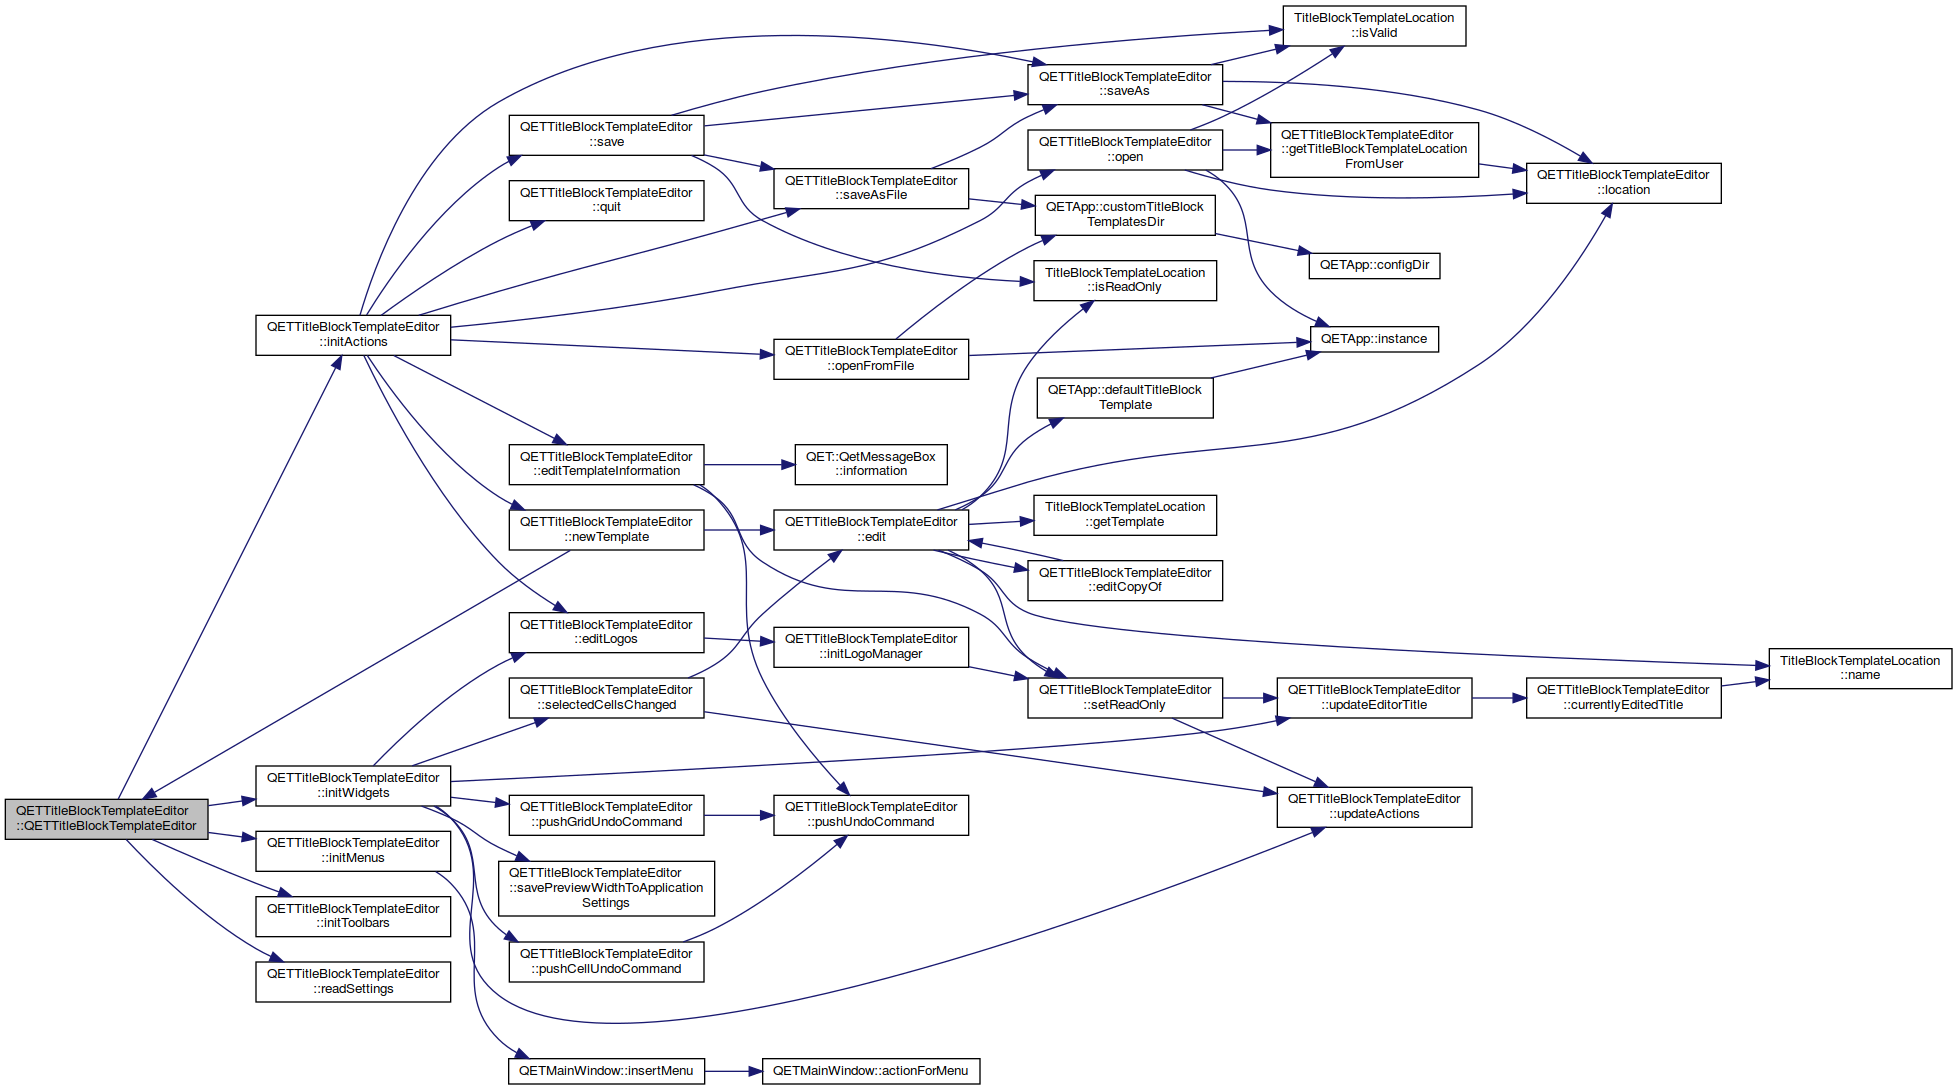 TitleBlockTemplateLocation
::isValid
QETTitleBlockTemplateEditor
::saveAs
QETTitleBlockTemplateEditor
::save
QETTitleBlockTemplateEditor
::getTitleBlockTemplateLocation
FromUser
QETTitleBlockTemplateEditor
::open
QETTitleBlockTemplateEditor
::location
QETTitleBlockTemplateEditor
::saveAsFile
QETTitleBlockTemplateEditor
::quit
QETApp::customTitleBlock
TemplatesDir
QETApp::configDir
TitleBlockTemplateLocation
::isReadOnly
QETTitleBlockTemplateEditor
::initActions
QETApp::instance
QETTitleBlockTemplateEditor
::openFromFile
QETApp::defaultTitleBlock
Template
QETTitleBlockTemplateEditor
::editTemplateInformation
QET::QetMessageBox
::information
TitleBlockTemplateLocation
::getTemplate
QETTitleBlockTemplateEditor
::newTemplate
QETTitleBlockTemplateEditor
::edit
QETTitleBlockTemplateEditor
::editCopyOf
QETTitleBlockTemplateEditor
::editLogos
QETTitleBlockTemplateEditor
::initLogoManager
TitleBlockTemplateLocation
::name
QETTitleBlockTemplateEditor
::selectedCellsChanged
QETTitleBlockTemplateEditor
::setReadOnly
QETTitleBlockTemplateEditor
::updateEditorTitle
QETTitleBlockTemplateEditor
::currentlyEditedTitle
QETTitleBlockTemplateEditor
::initWidgets
QETTitleBlockTemplateEditor
::updateActions
QETTitleBlockTemplateEditor
::QETTitleBlockTemplateEditor
QETTitleBlockTemplateEditor
::pushGridUndoCommand
QETTitleBlockTemplateEditor
::pushUndoCommand
QETTitleBlockTemplateEditor
::initMenus
QETTitleBlockTemplateEditor
::savePreviewWidthToApplication
Settings
QETTitleBlockTemplateEditor
::initToolbars
QETTitleBlockTemplateEditor
::pushCellUndoCommand
QETTitleBlockTemplateEditor
::readSettings
QETMainWindow::insertMenu
QETMainWindow::actionForMenu